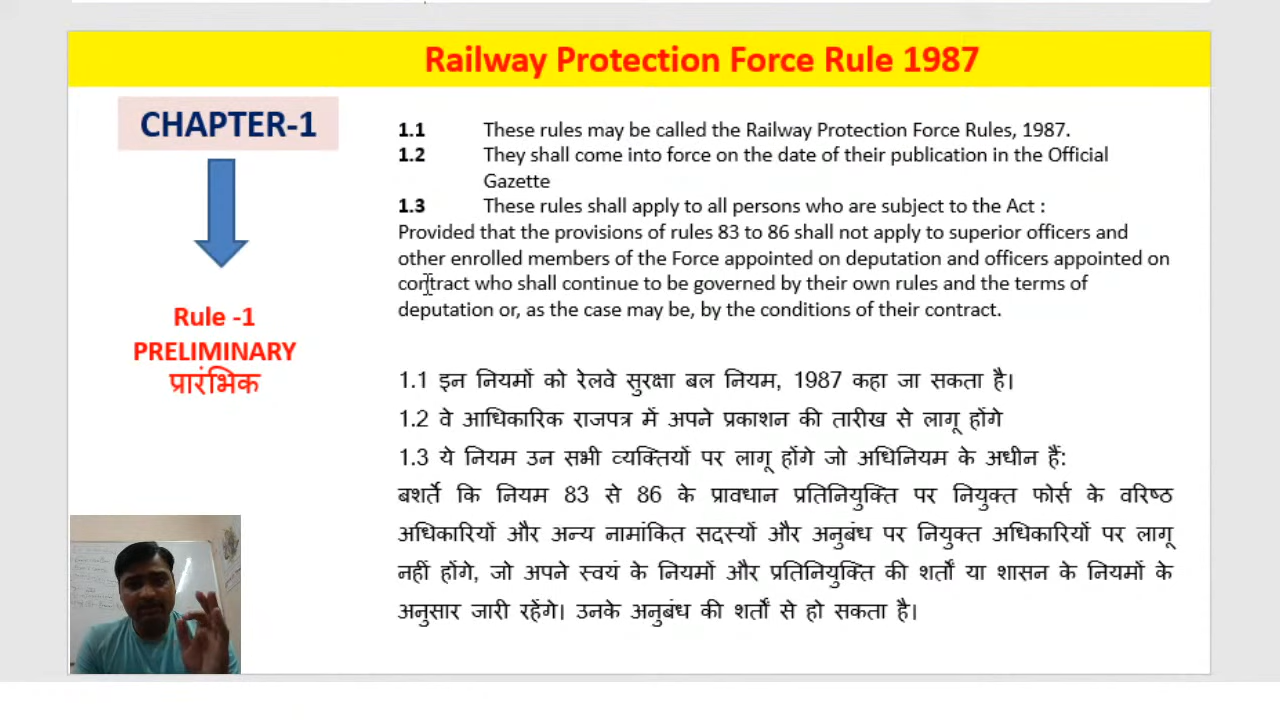 Railway Protection Force Rule 1987
CHAPTER-1
Rule -1
PRELIMINARY
प्रारंभिक
1.1 These rules may be called the Railway Protection Force Rules, 1987.
1.2 They shall come into force on the date of their publication in the Official
Gazette
1.3 These rules shall apply to all persons who are subject to the Act :
Provided that the provisions of rules 83 to 86 shall not apply to superior officers and
other enrolled members of the Force appointed on deputation and officers appointed on
contract who shall continue to be governed by their own rules and the terms of
deputation or, as the case may be, by the conditions of their contract.
1.1 इन नियमों को रेलवे सुरक्षा बल नियम, 1987 कहा जा सकता है।
1.2 वे आधिकारिक राजपत्र में अपने प्रकाशन की तारीख से लागू होंगे
1.3 ये नियम उन सभी व्यक्तियों पर लागू होंगे जो अधिनियम के अधीन हैं:
बशर्ते कि नियम 83 से 86 के प्रावधान प्रतिनियुक्ति पर नियुक्त फोर्स के वरिष्ठ
अधिकारियों और अन्य नामांकित सदस्यों और अनुबंध पर नियुक्त अधिकारियों पर लागू
नहीं होंगे, जो अपने स्वयं के नियमों और प्रतिनियुक्ति की शर्तों या शासन के नियमों के
अनुसार जारी रहेंगे। उनके अनुबंध की शर्तों से हो सकता है।